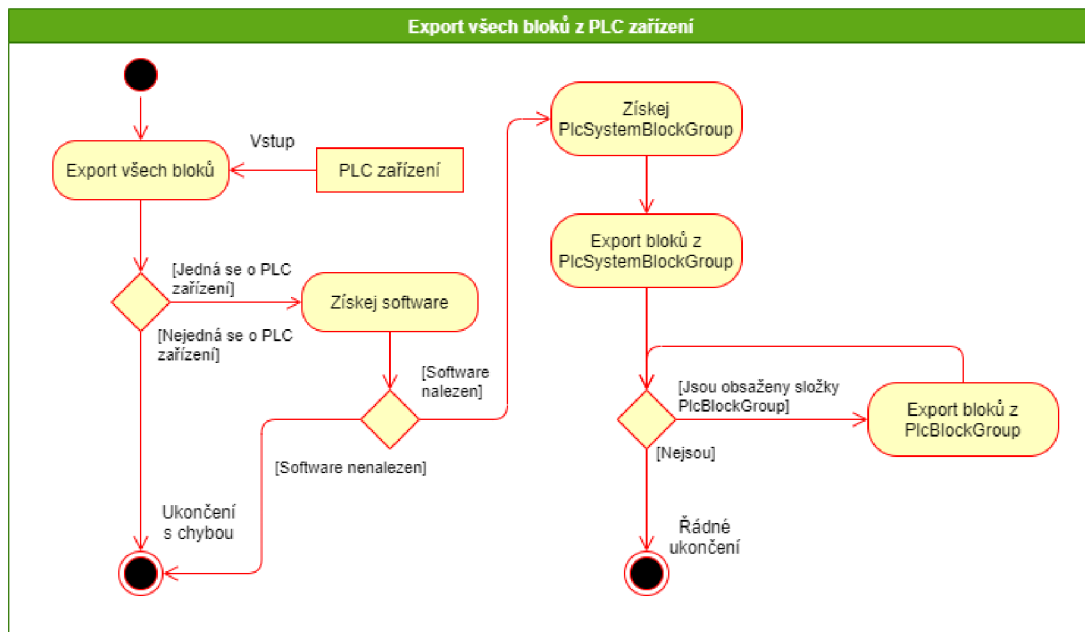 Export všech bloků z PLC zařízení
Vstup
Export všech bloků
PLC zařízení
[Jedná se o PLC
zařízení]
Získej software
[Nejedná se o PLC
zařízení]
[Software
nalezen]
[Software nenalezen]
Ukončení
s chybou
Získej
PlcSystemBlockGroup
Export bloků z
PlcSystemBlockGroup
[Jsou obsaženy složky
PlcBlockGroup]
Export bloků z
PlcBlockGroup
[Nejsou]
Řádné
ukončení